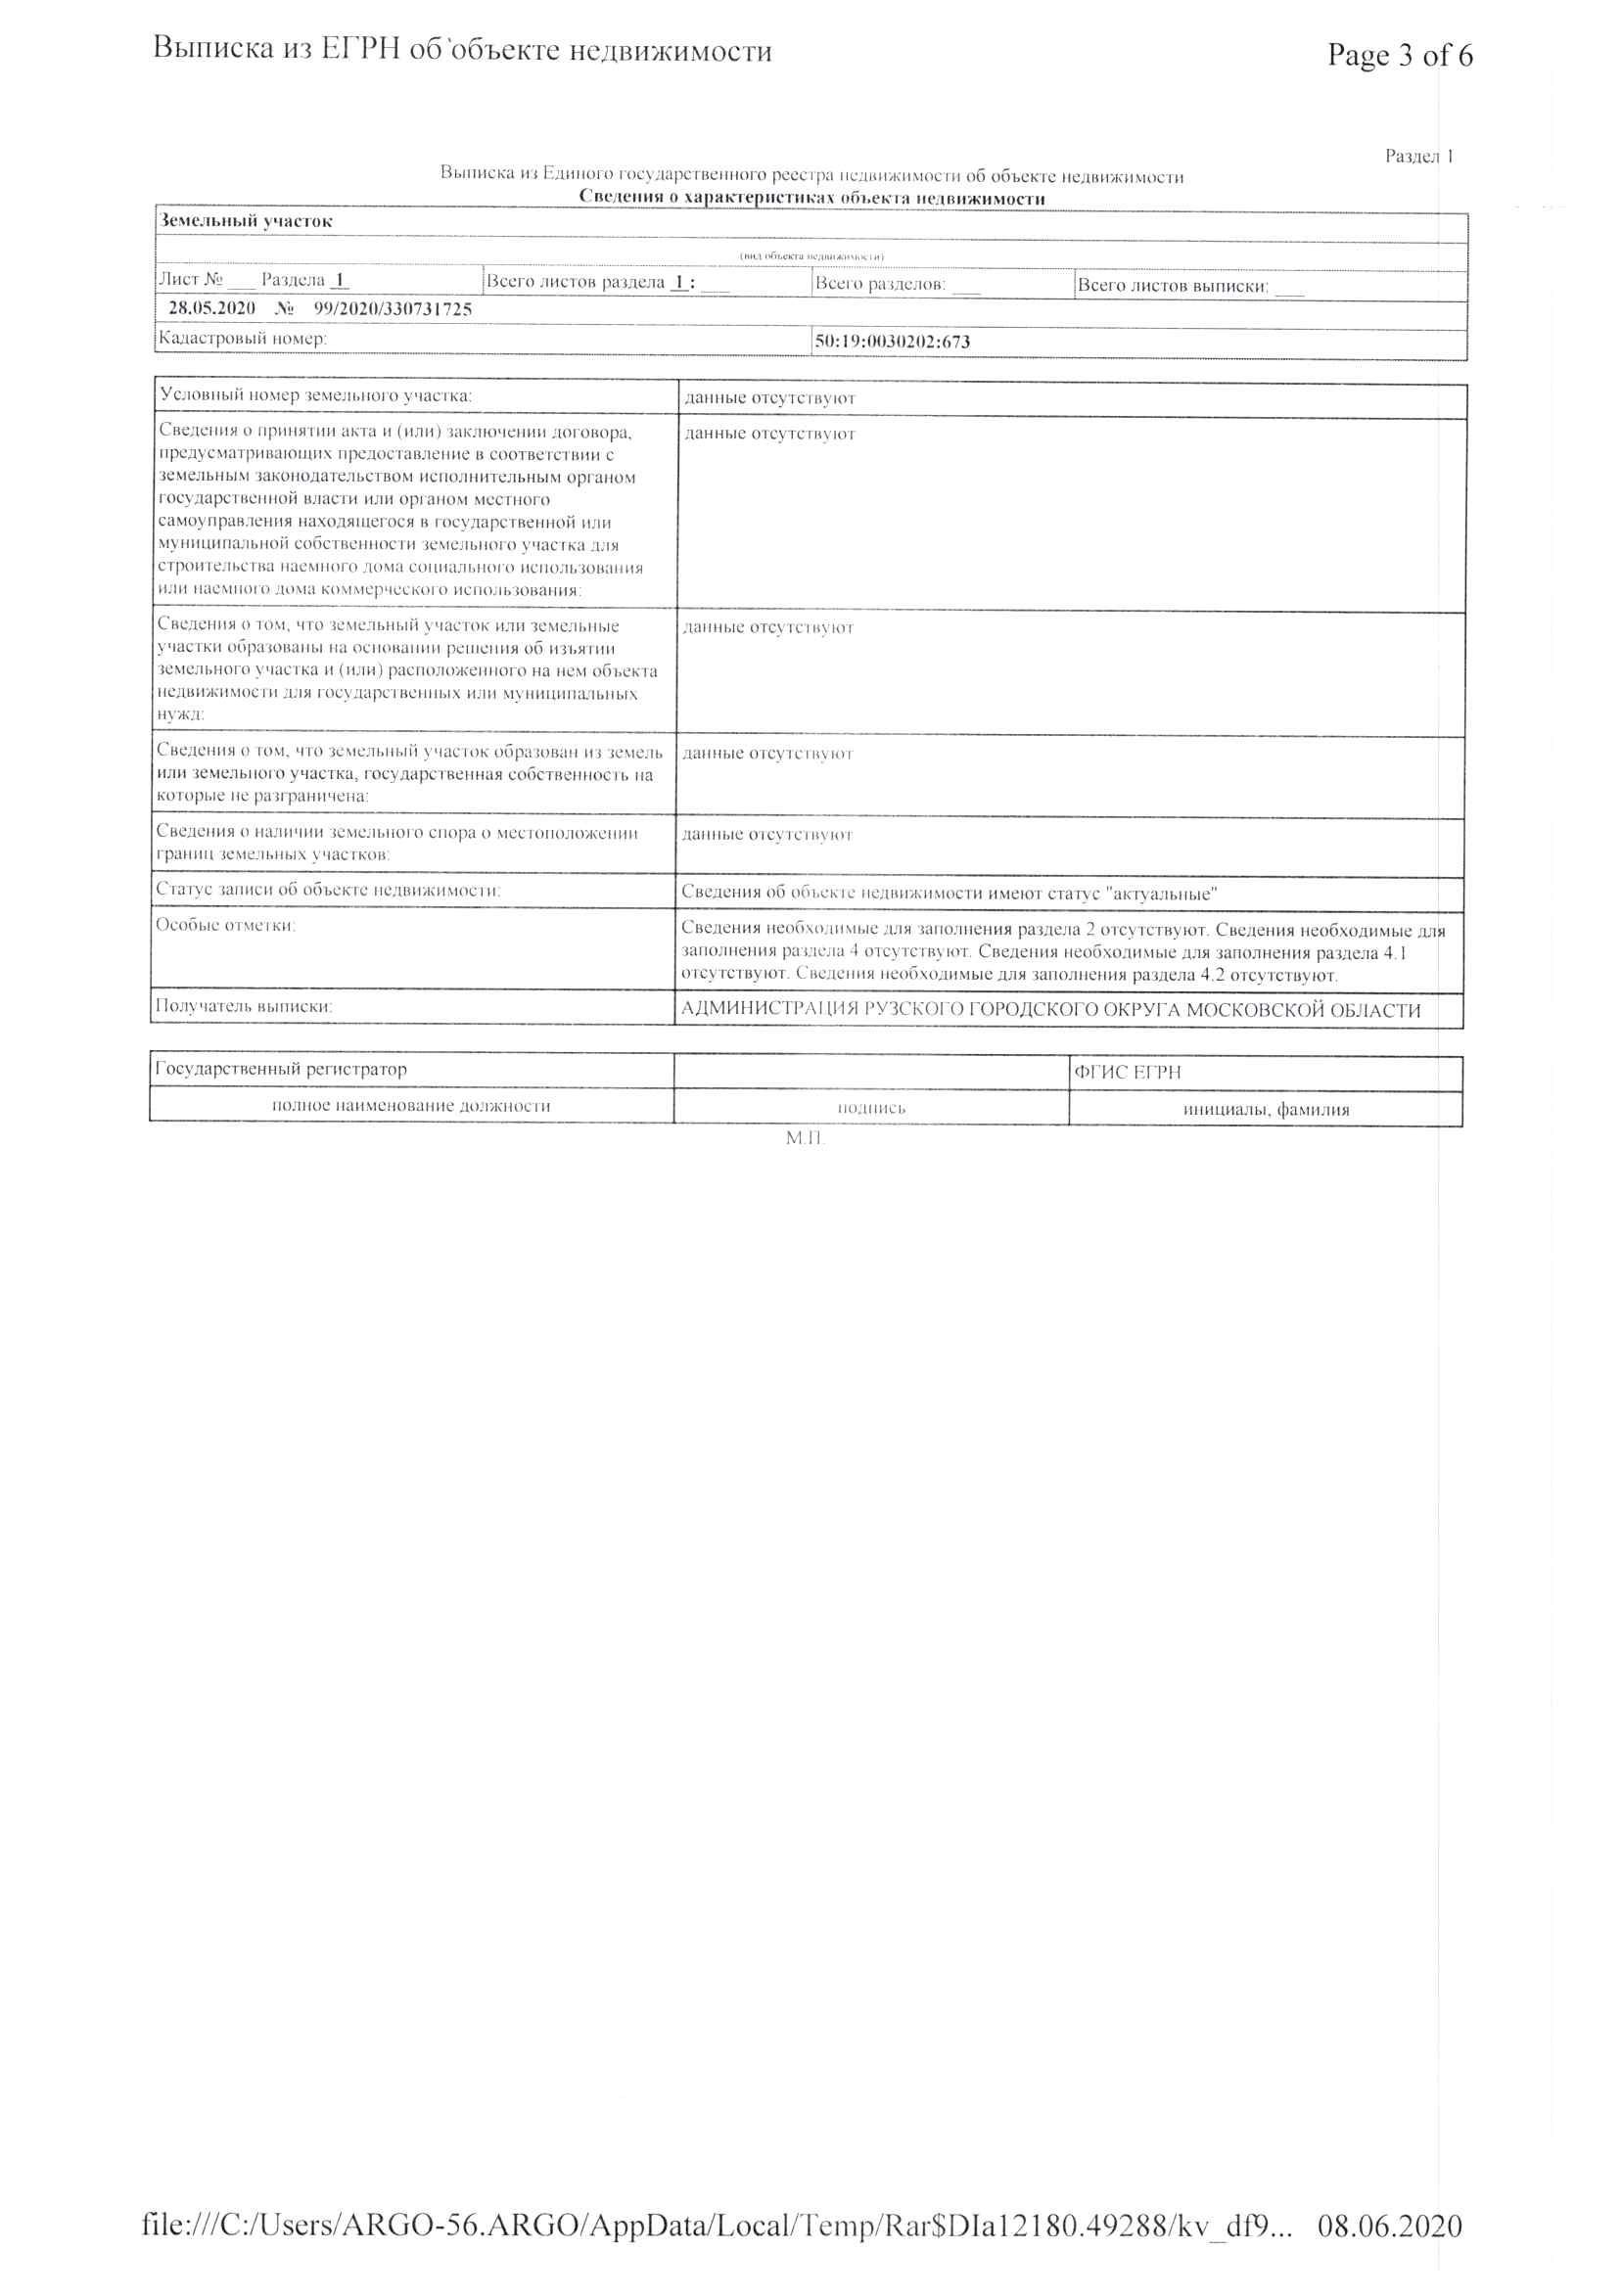 Выписка из ЕГРН об объекте недвижимости
Page 3 of 6
Раздел 1
Выписка из Единого государственного реестра недвижимости об объекте недвижимости
Сведения о характеристиках объекта недвижимости
Земельный участок
(вид объекта недвижимости)
Лист № ___ Раздела 1
Всего листов раздела 1 : ___
Всего разделов: ___
Всего листов выписки: ___
28.05.2020 № 99/2020/330731725
Кадастровый номер:
50:19:0030202:673
Условный номер земельного участка:
данные отсутствуют
Сведения о принятии акта и (или) заключении договора,
предусматривающих предоставление в соответствии с
земельным законодательством исполнительным органом
государственной власти или органом местного
самоуправления находящегося в государственной или
муниципальной собственности земельного участка для
строительства наемного дома социального использования
или наемного дома коммерческого использования:
данные отсутствуют
Сведения о том, что земельный участок или земельные
участки образованы на основании решения об изъятии
земельного участка и (или) расположенного на нем объекта
недвижимости для государственных или муниципальных
нужд:
данные отсутствуют
Сведения о том, что земельный участок образован из земель
или земельного участка, государственная собственность на
которые не разграничена:
данные отсутствуют
Сведения о наличии земельного спора о местоположении
границ земельных участков:
данные отсутствуют
Статус записи об объекте недвижимости:
Сведения об объекте недвижимости имеют статус "актуальные"
Особые отметки:
Сведения необходимые для заполнения раздела 2 отсутствуют. Сведения необходимые для
заполнения раздела 4 отсутствуют. Сведения необходимые для заполнения раздела 4.1
отсутствуют. Сведения необходимые для заполнения раздела 4.2 отсутствуют.
Получатель выписки:
АДМИНИСТРАЦИЯ РУЗСКОГО ГОРОДСКОГО ОКРУГА МОСКОВСКОЙ ОБЛАСТИ
Государственный регистратор
ФГИС ЕГРН
полное наименование должности
подпись
инициалы, фамилия
М.П.
file:///C:/Users/ARGO-56.ARGO/AppData/Local/Temp/Rar$DIa12180.49288/kv_df9... 08.06.2020